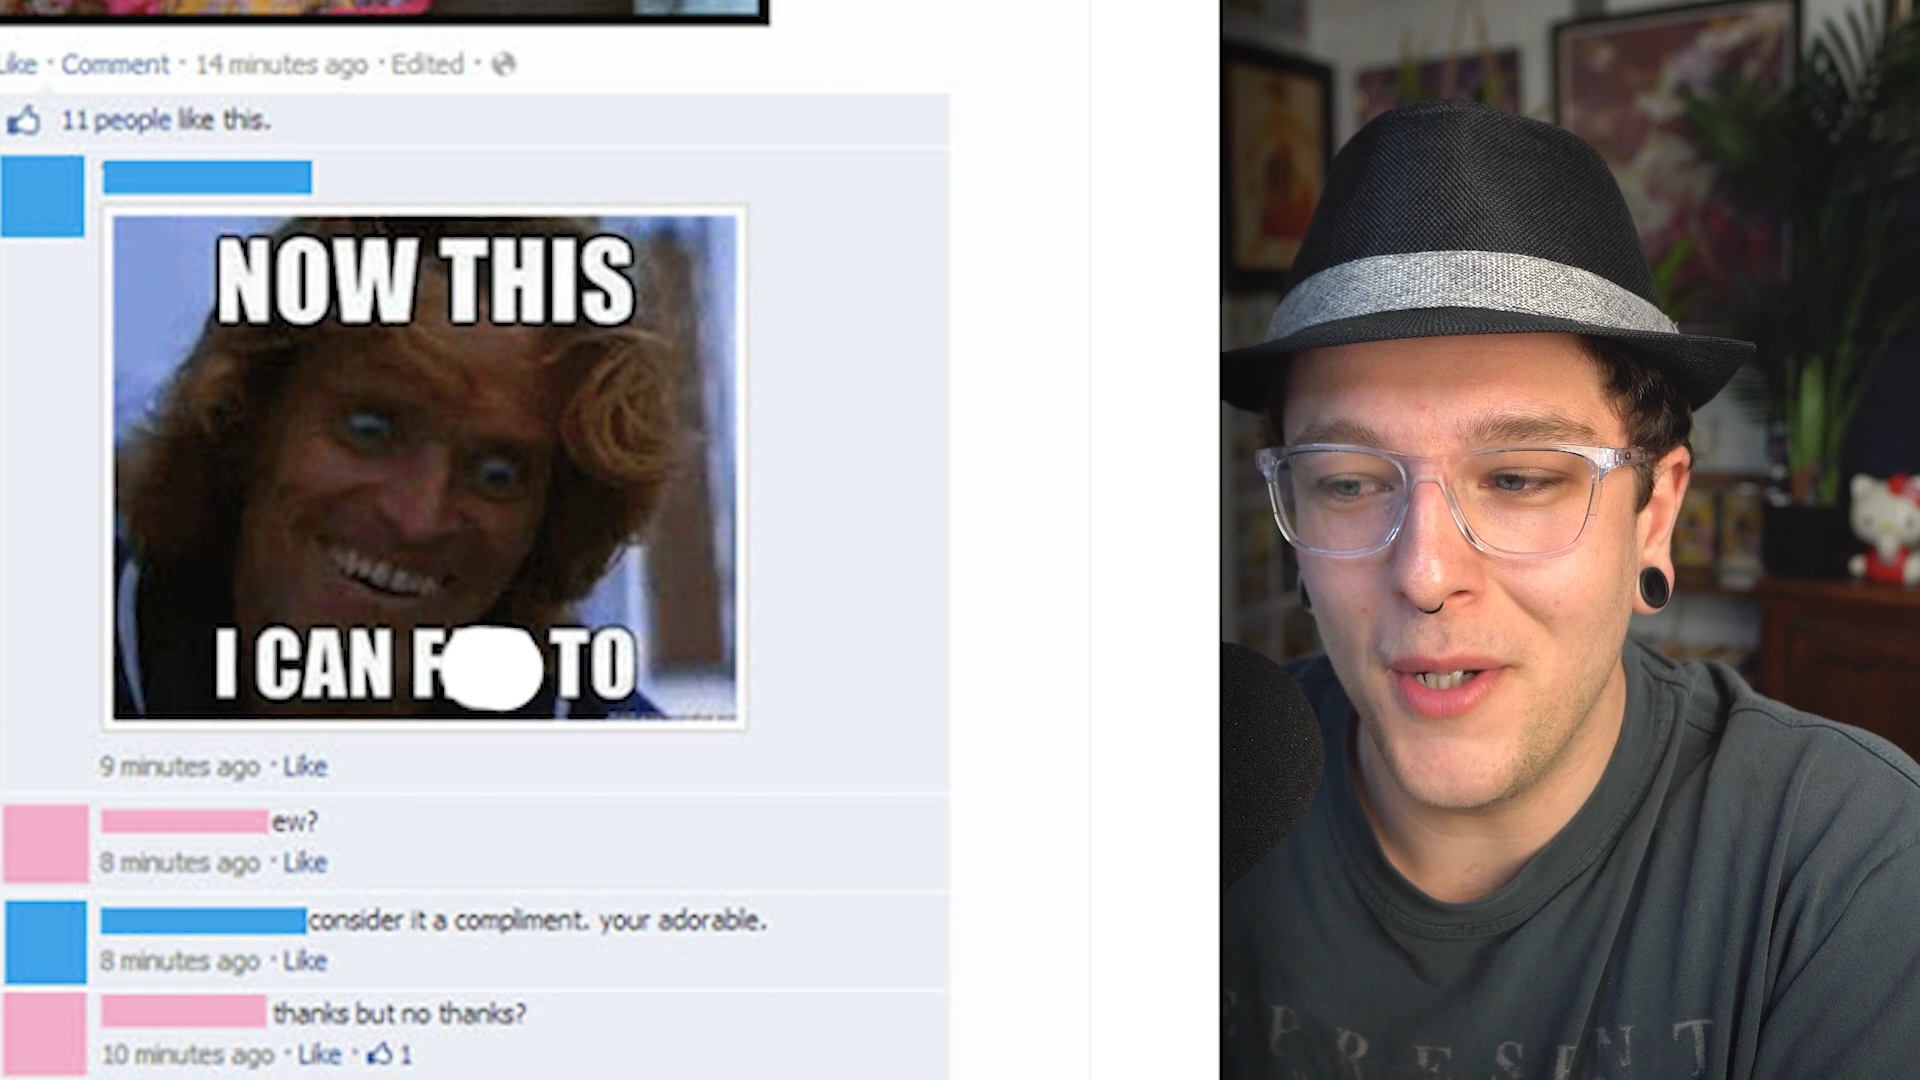 Like · Comment · 14 minutes ago · Edited ·
11 people like this.
NOW THIS
I CAN F TO
9 minutes ago · Like
ew?
8 minutes ago · Like
consider it a compliment. your adorable.
8 minutes ago · Like
thanks but no thanks?
10 minutes ago · Like · 1